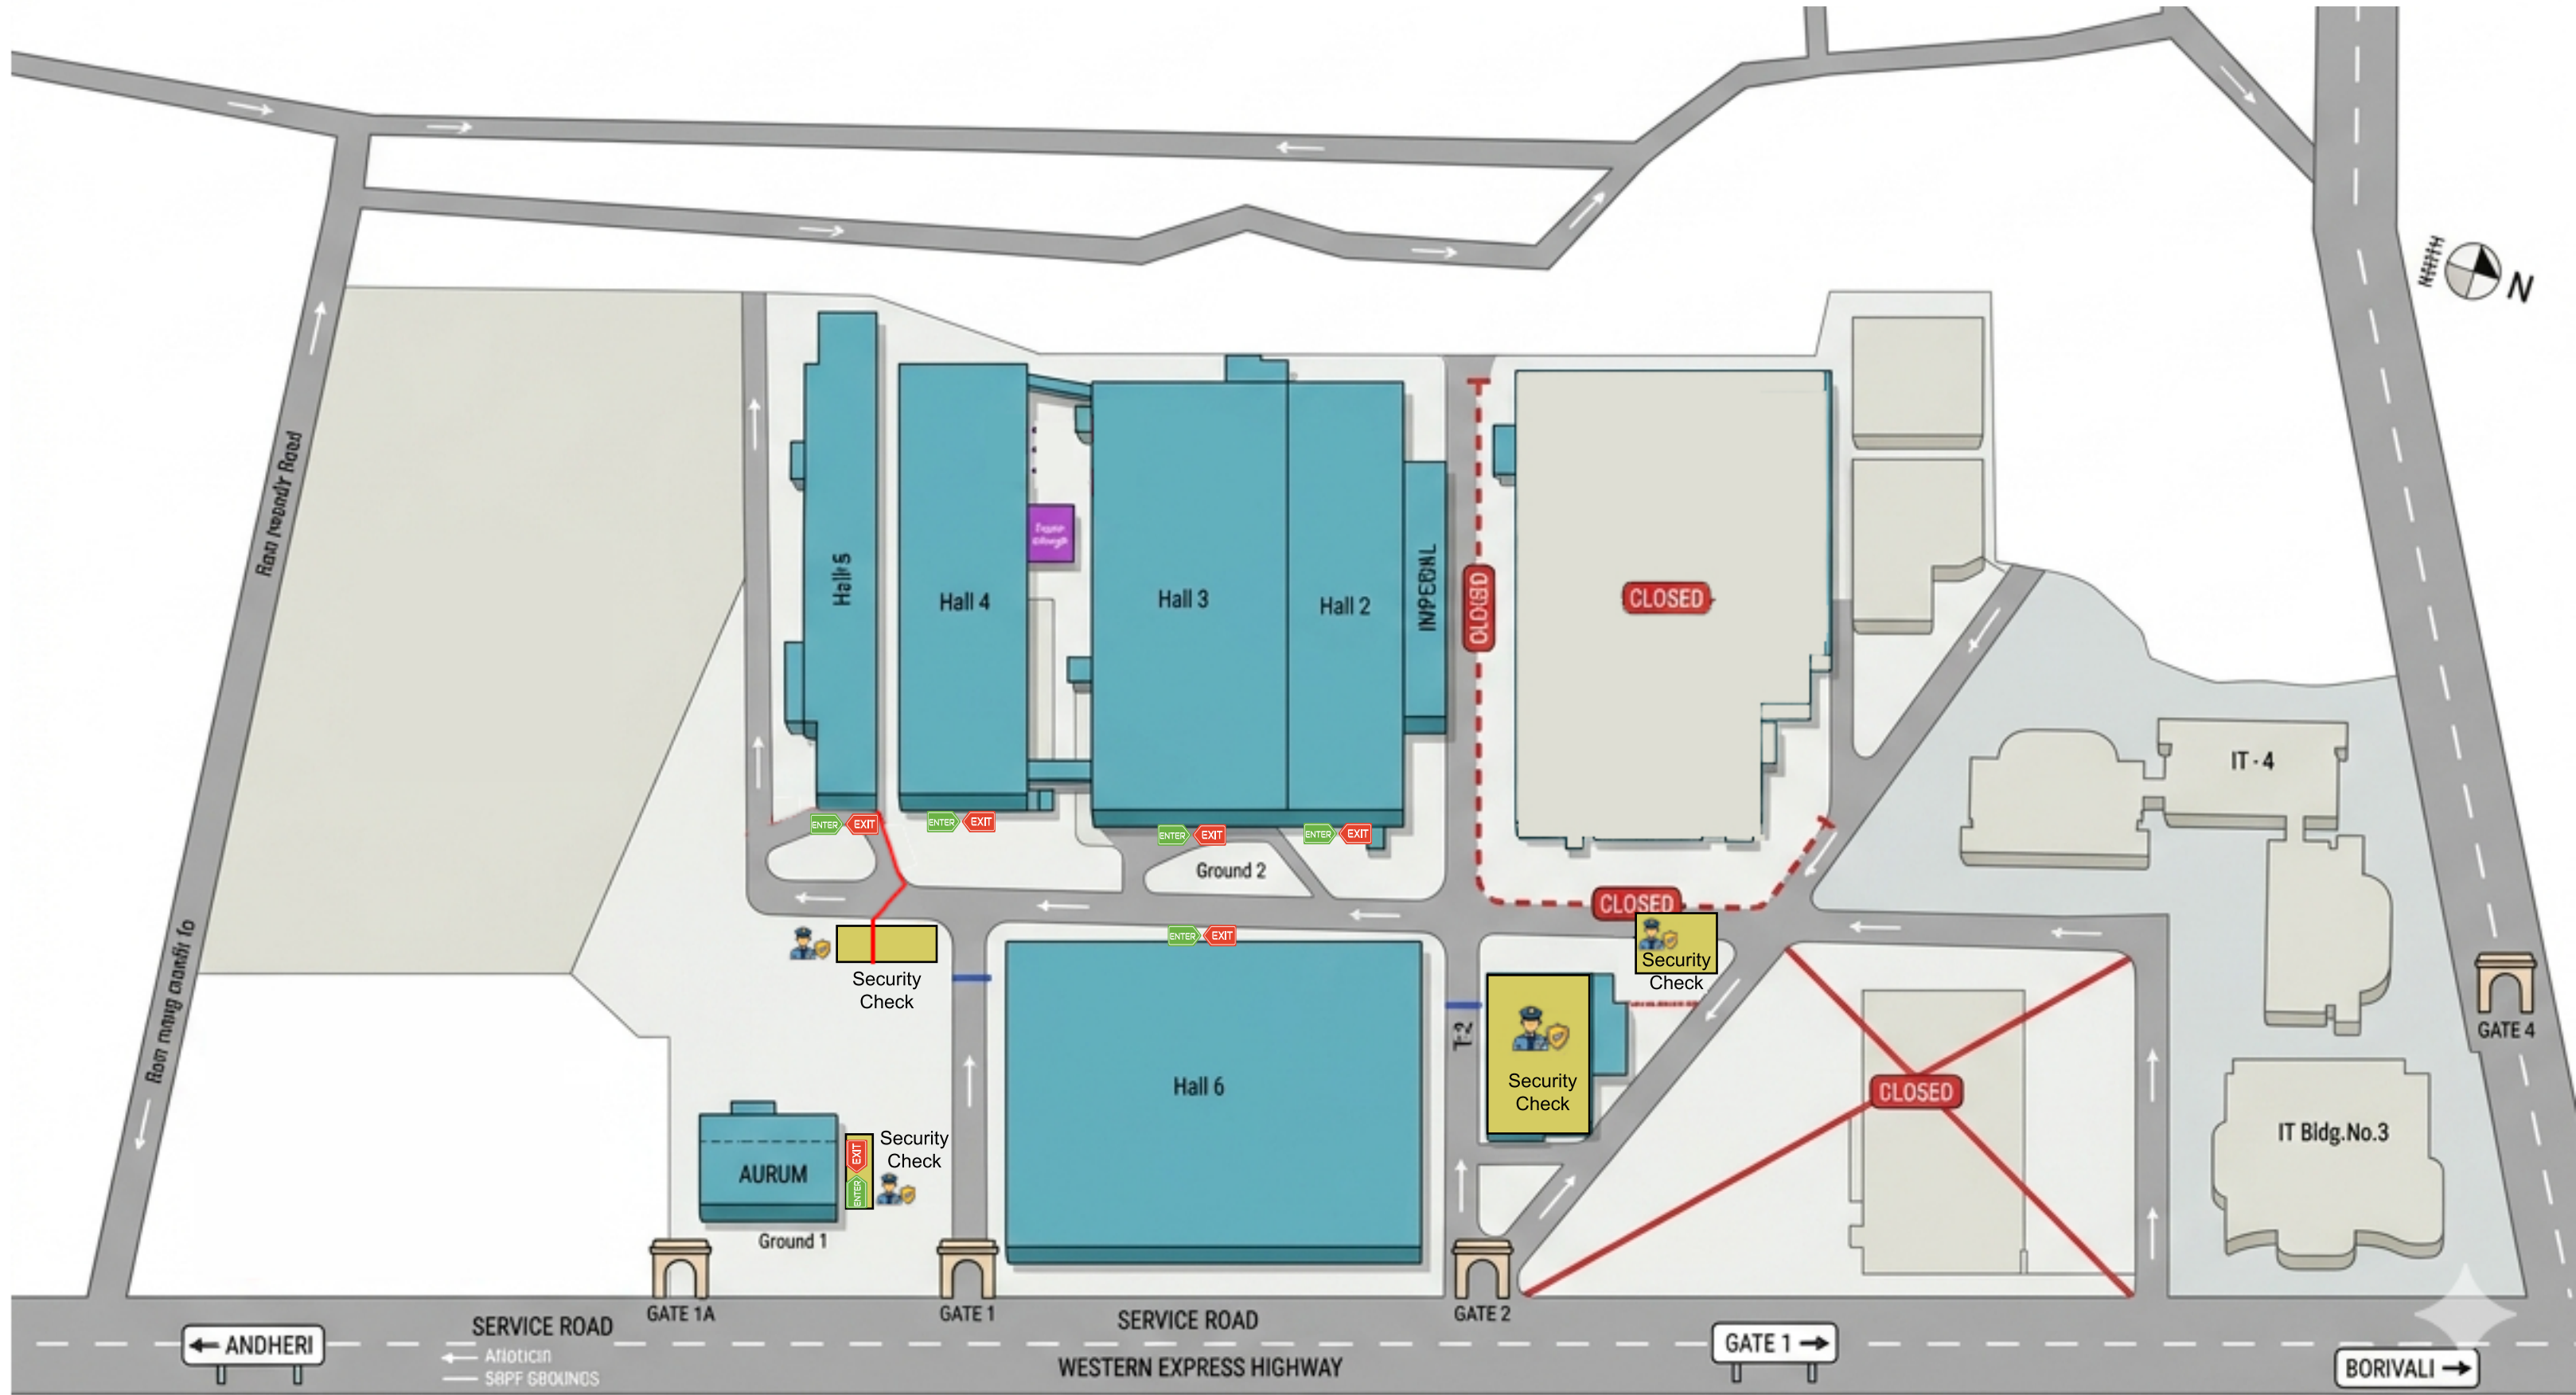 N
Hall 5
Hall 4
Hall 3
Hall 2
CLOSED
CLOSED
IT - 4
ENTER
EXIT
ENTER
EXIT
ENTER
EXIT
ENTER
EXIT
Ground 2
CLOSED
ENTER
EXIT
Security
Check
Security
Check
T-2
Security
Check
Hall 6
CLOSED
GATE 4
IT Bldg.No.3
AURUM
EXIT
ENTER
Security
Check
Ground 1
GATE 1A
GATE 1
GATE 2
SERVICE ROAD
SERVICE ROAD
ANDHERI
GATE 1
WESTERN EXPRESS HIGHWAY
BORIVALI